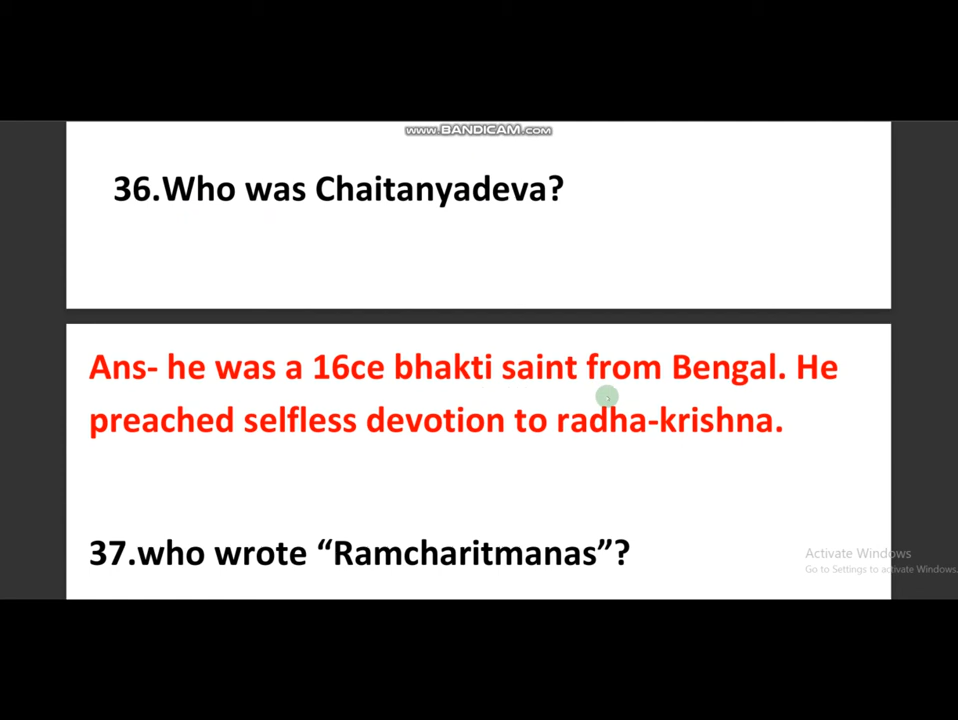 www.BANDICAM.com
36.Who was Chaitanyadeva?
Ans- he was a 16ce bhakti saint from Bengal. He
preached selfless devotion to radha-krishna.
37.who wrote “Ramcharitmanas”?
Activate Windows
Go to Settings to activate Windows.